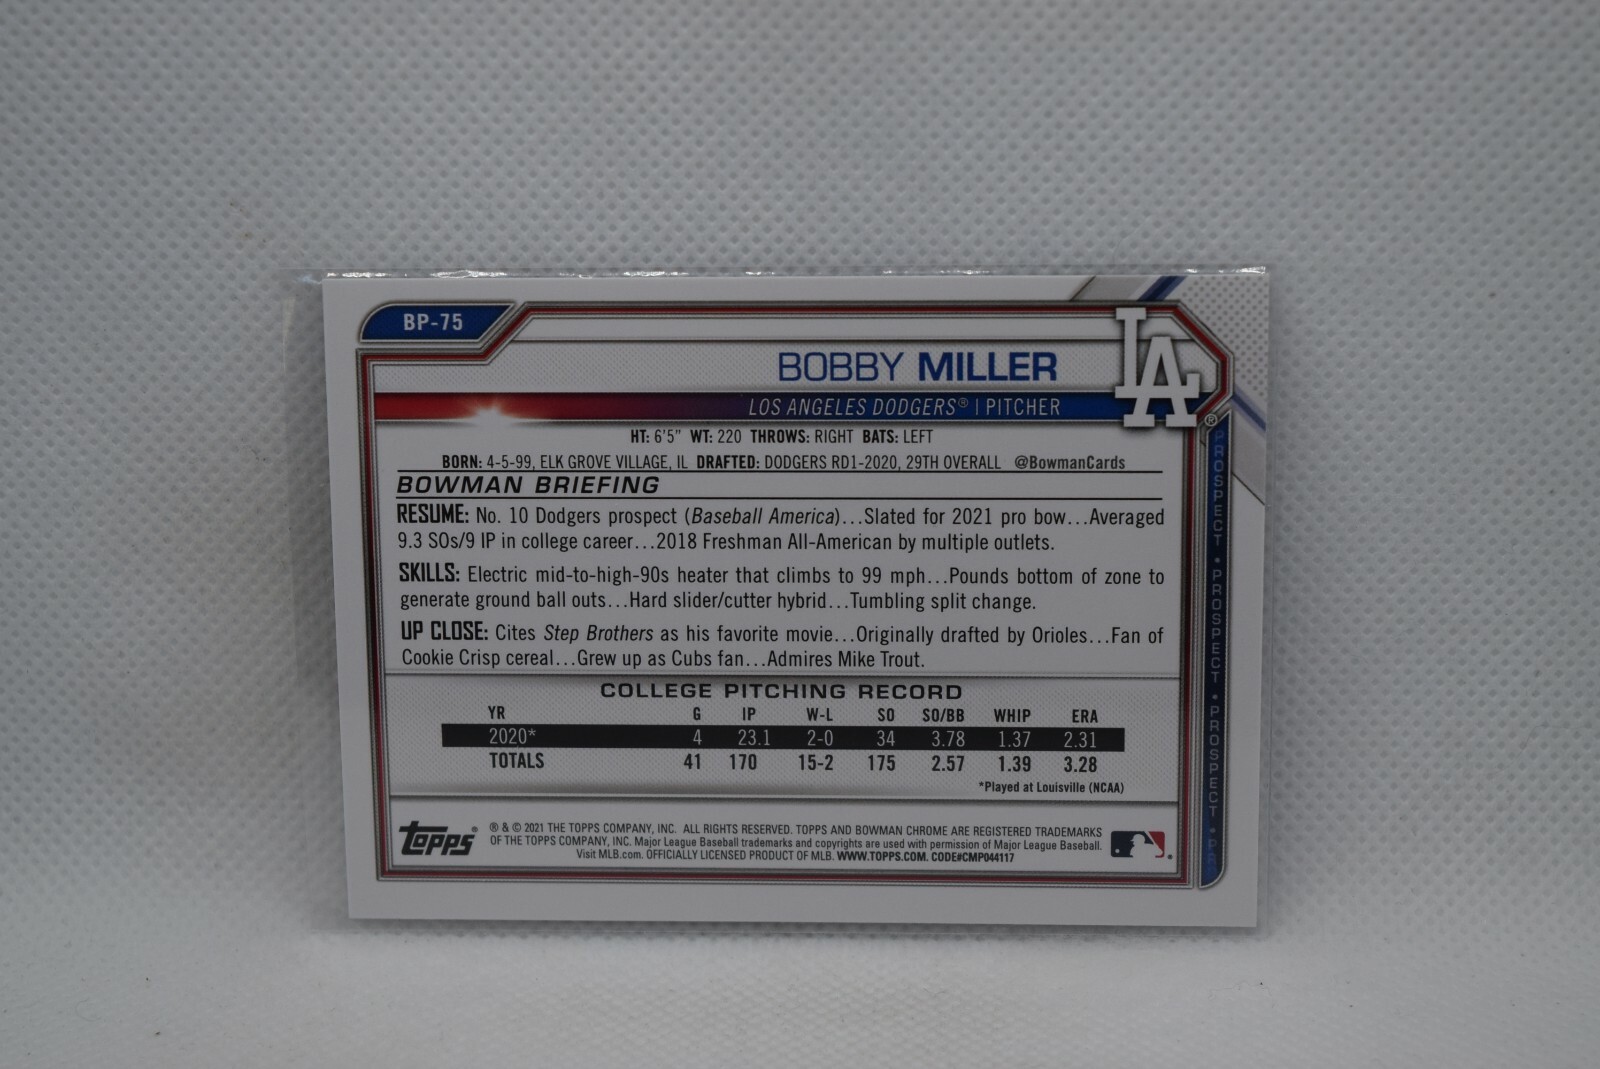 BP-75
BOBBY MILLER
LOS ANGELES DODGERS® | PITCHER
LA
HT: 6'5" WT: 220 THROWS: RIGHT BATS: LEFT
BORN: 4-5-99, ELK GROVE VILLAGE, IL DRAFTED: DODGERS RD1-2020, 29TH OVERALL @BowmanCards
BOWMAN BRIEFING
RESUME: No. 10 Dodgers prospect (Baseball America)...Slated for 2021 pro bow...Averaged
9.3 SOs/9 IP in college career...2018 Freshman All-American by multiple outlets.
SKILLS: Electric mid-to-high-90s heater that climbs to 99 mph...Pounds bottom of zone to
generate ground ball outs...Hard slider/cutter hybrid...Tumbling split change.
UP CLOSE: Cites Step Brothers as his favorite movie...Originally drafted by Orioles...Fan of
Cookie Crisp cereal...Grew up as Cubs fan...Admires Mike Trout.
COLLEGE PITCHING RECORD
YR G IP W-L SO SO/BB WHIP ERA
2020* 4 23.1 2-0 34 3.78 1.37 2.31
TOTALS 41 170 15-2 175 2.57 1.39 3.28
*Played at Louisville (NCAA)
topps®
® & © 2021 THE TOPPS COMPANY, INC. ALL RIGHTS RESERVED. TOPPS AND BOWMAN CHROME ARE REGISTERED TRADEMARKS
OF THE TOPPS COMPANY, INC. Major League Baseball trademarks and copyrights are used with permission of Major League Baseball.
Visit MLB.com. OFFICIALLY LICENSED PRODUCT OF MLB. WWW.TOPPS.COM. CODE#CMP044117
PROSPECT • PROSPECT • PROSPECT • PR